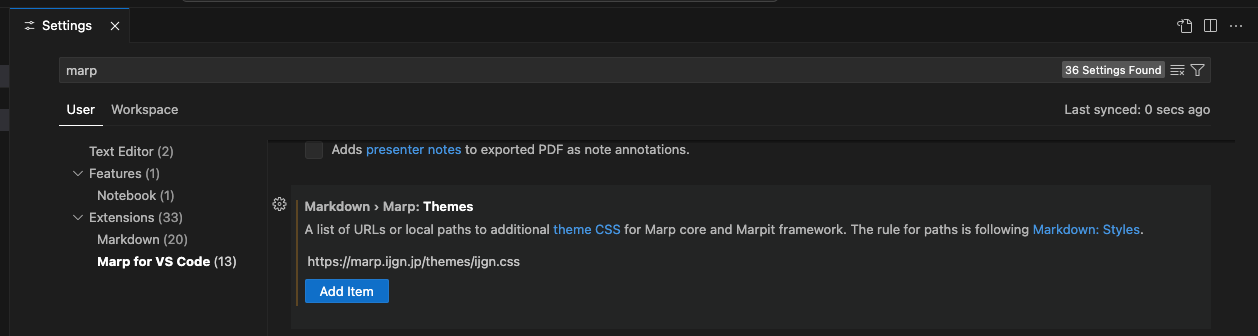 Settings
marp
36 Settings Found
User Workspace
Last synced: 0 secs ago
Text Editor (2)
Features (1)
Notebook (1)
Extensions (33)
Markdown (20)
Marp for VS Code (13)
Adds presenter notes to exported PDF as note annotations.
Markdown › Marp: Themes
A list of URLs or local paths to additional theme CSS for Marp core and Marpit framework. The rule for paths is following Markdown: Styles.
https://marp.ijgn.jp/themes/ijgn.css
Add Item